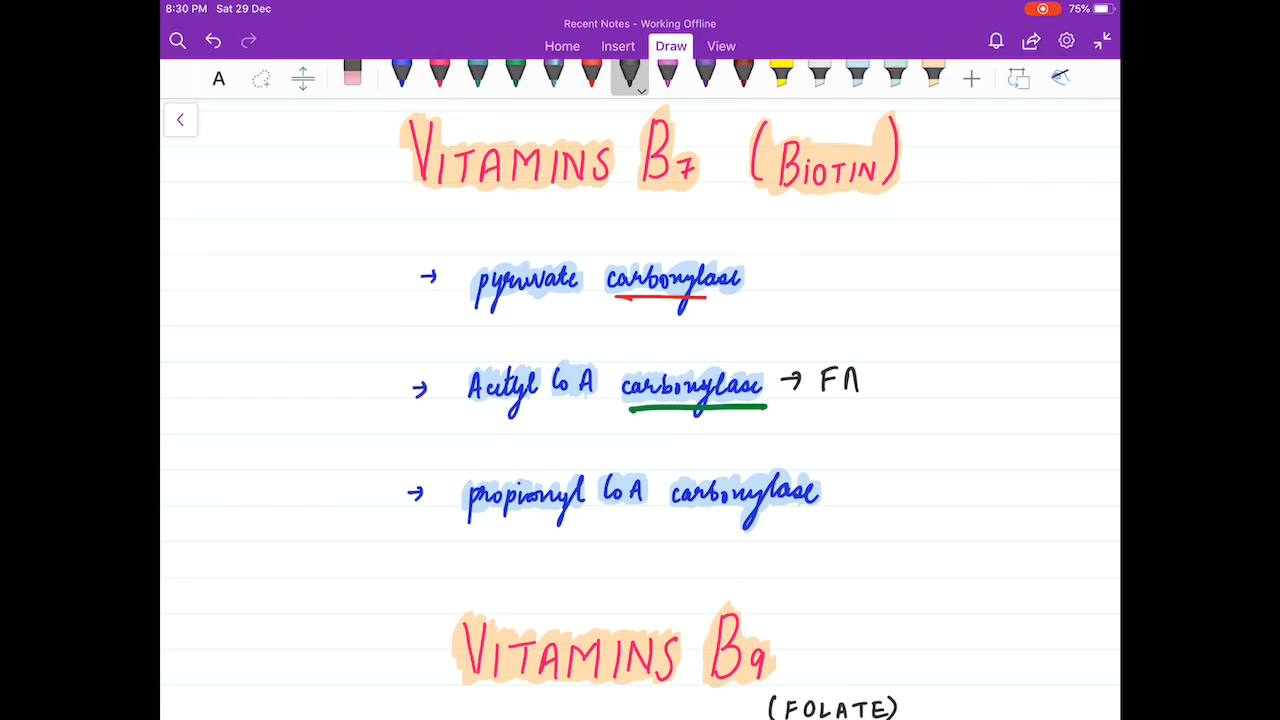 8:30 PM Sat 29 Dec 75%
Recent Notes - Working Offline
Home Insert Draw View
A
VITAMINS B7 (BIOTIN)
→ pyruvate carboxylase
→ Acetyl CoA carboxylase → FA
→ propionyl CoA carboxylase
VITAMINS B9
(FOLATE)